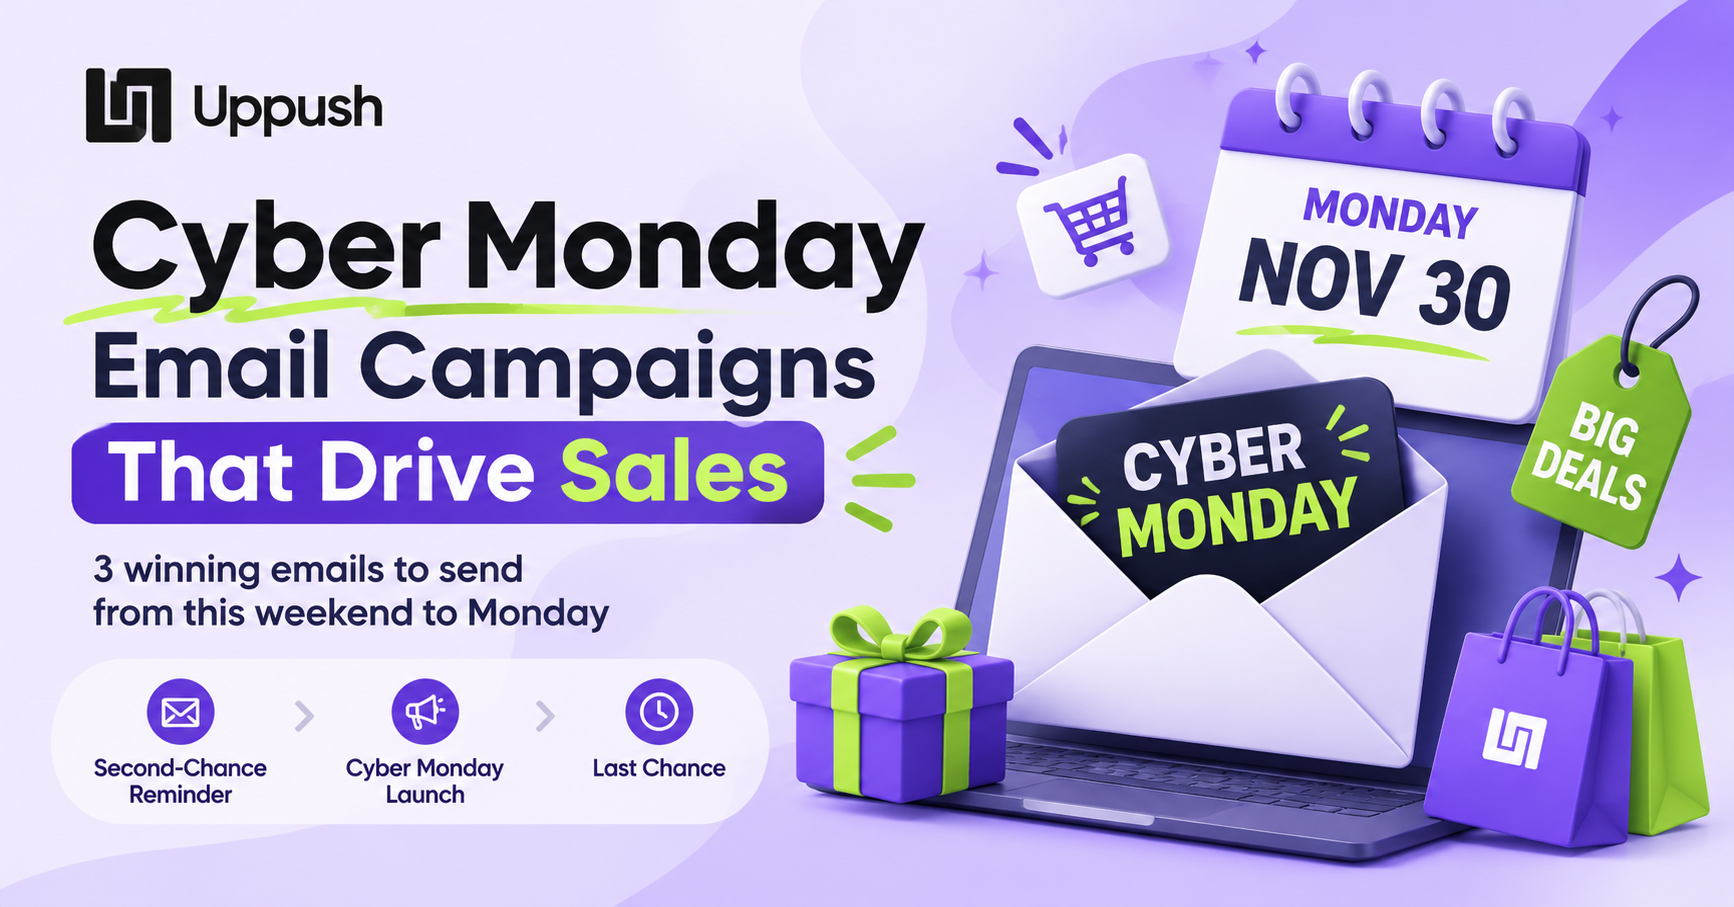 Uppush
Cyber Monday
Email Campaigns
That Drive Sales
3 winning emails to send
from this weekend to Monday
Second-Chance
Reminder
Cyber Monday
Launch
Last Chance
MONDAY
NOV 30
CYBER
MONDAY
BIG
DEALS